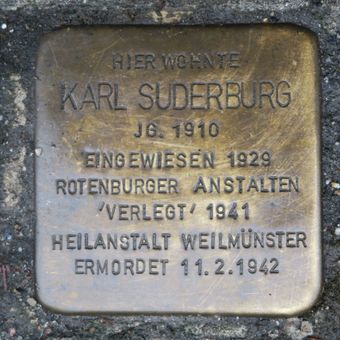 HIER WOHNTE
KARL SUDERBURG
JG. 1910
EINGEWIESEN 1929
ROTENBURGER ANSTALTEN
'VERLEGT' 1941
HEILANSTALT WEILMÜNSTER
ERMORDET 11.2.1942